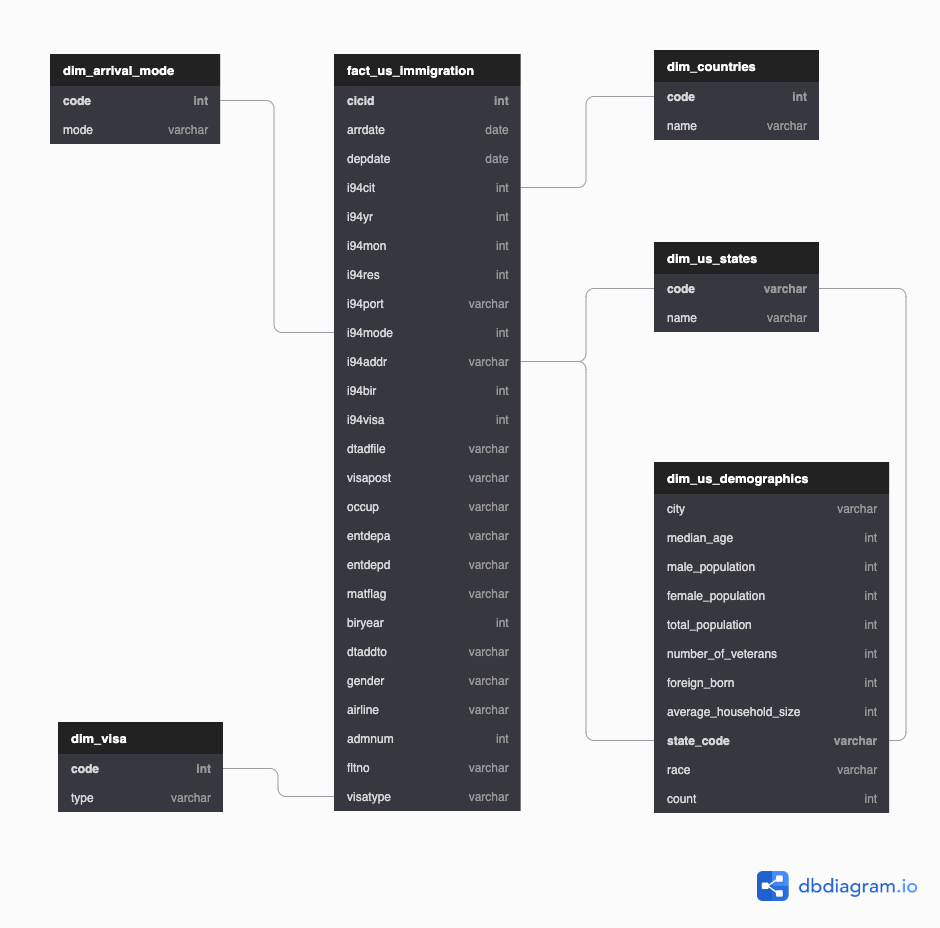 dim_arrival_mode
code int
mode varchar
fact_us_immigration
cicid int
arrdate date
depdate date
i94cit int
i94yr int
i94mon int
i94res int
i94port varchar
i94mode int
i94addr varchar
i94bir int
i94visa int
dtadfile varchar
visapost varchar
occup varchar
entdepa varchar
entdepd varchar
matflag varchar
biryear int
dtaddto varchar
gender varchar
airline varchar
admnum int
fltno varchar
visatype varchar
dim_countries
code int
name varchar
dim_us_states
code varchar
name varchar
dim_us_demographics
city varchar
median_age int
male_population int
female_population int
total_population int
number_of_veterans int
foreign_born int
average_household_size int
state_code varchar
race varchar
count int
dim_visa
code int
type varchar
dbdiagram.io